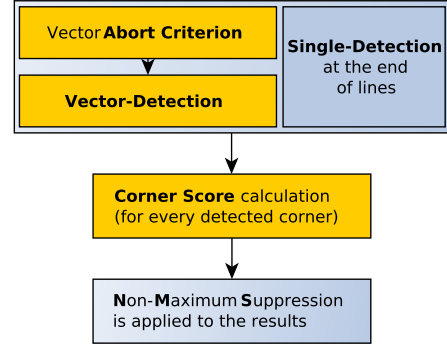 Vector Abort Criterion
Vector-Detection
Single-Detection
at the end
of lines
Corner Score calculation
(for every detected corner)
Non-Maximum Suppression
is applied to the results